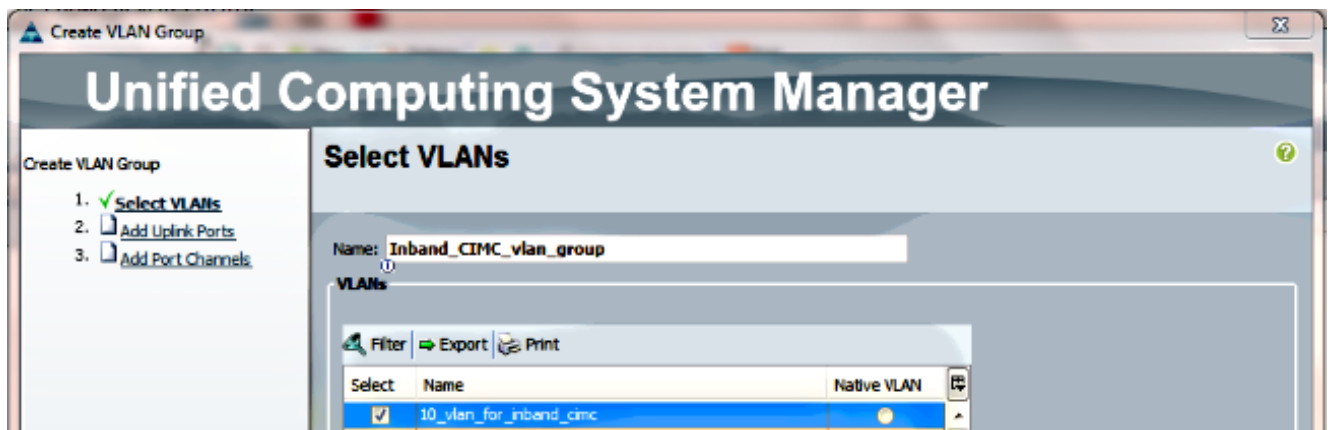 Create VLAN Group
Unified Computing System Manager
Create VLAN Group
1. Select VLANs
2. Add Uplink Ports
3. Add Port Channels
Select VLANs
Name: Inband_CIMC_vlan_group
VLANs
Filter Export Print
Select Name Native VLAN
10_vlan_for_inband_cimc